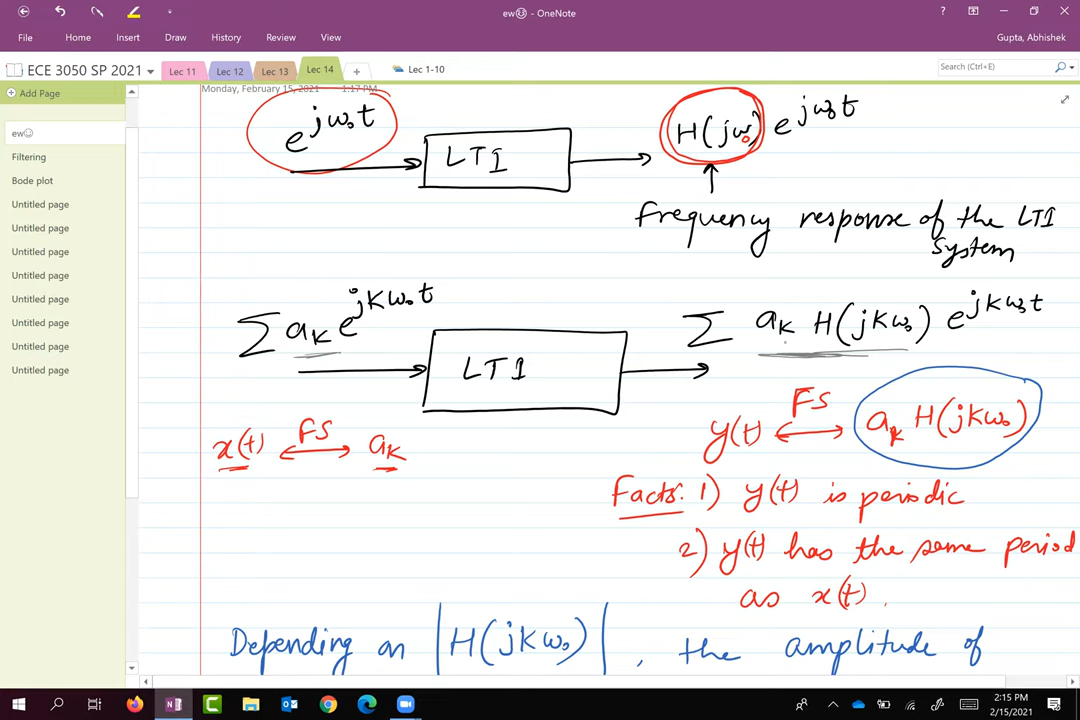 ew☺ - OneNote
Gupta, Abhishek
File Home Insert Draw History Review View
ECE 3050 SP 2021 Lec 11 Lec 12 Lec 13 Lec 14 + Lec 1-10
Search (Ctrl+E)
Add Page
ew☺
Filtering
Bode plot
Untitled page
Untitled page
Untitled page
Untitled page
Untitled page
Untitled page
Untitled page
Untitled page
Monday, February 15, 2021 1:17 PM
e^{jω₀t} LTI H(jω₀) e^{jω₀t}
frequency response of the LTI
system
∑ a_K e^{jKω₀t} LTI ∑ a_K H(jKω₀) e^{jKω₀t}
x(t) ⟷ FS a_K
y(t) ⟷ FS a_K H(jKω₀)
Facts: 1) y(t) is periodic
2) y(t) has the same period
as x(t).
Depending on |H(jKω₀)|, the amplitude of
2:15 PM
2/15/2021